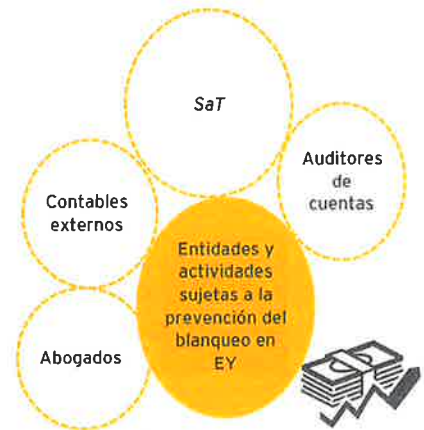 SaT
Auditores
de
cuentas
Contables
externos
Entidades y
actividades
sujetas a la
prevención del
blanqueo en
EY
Abogados